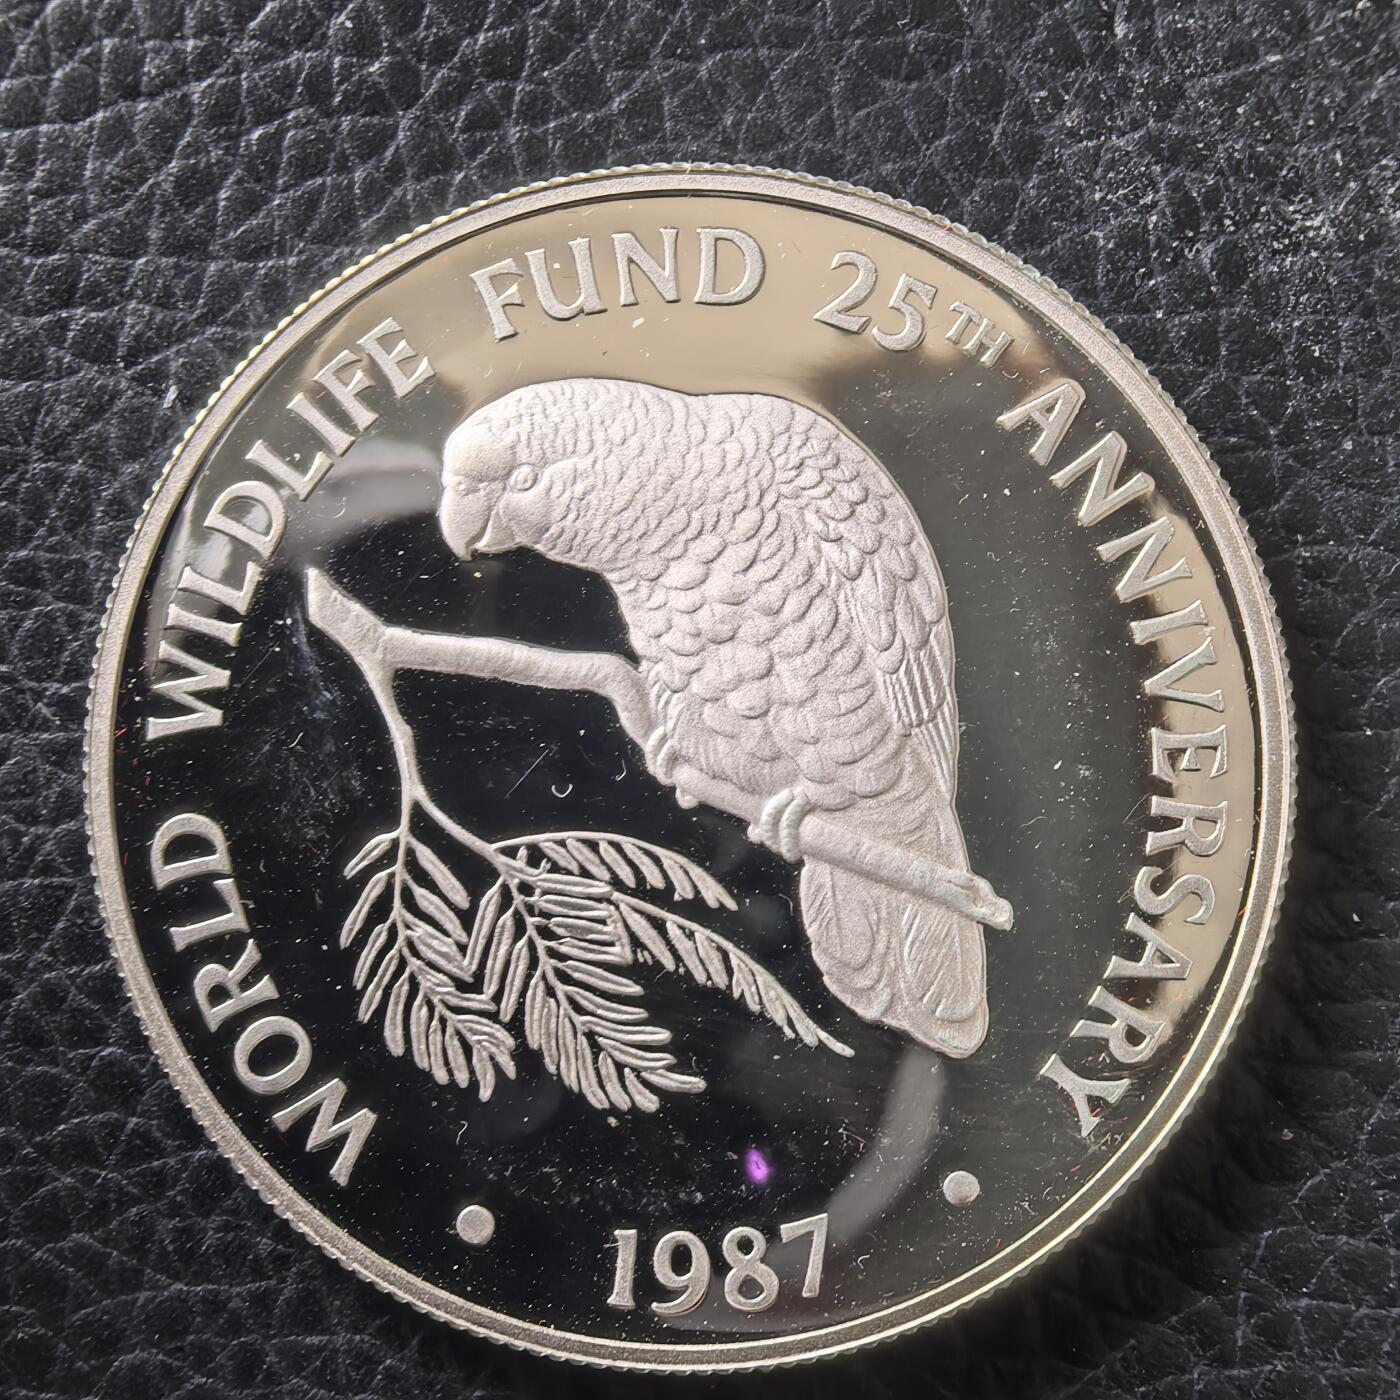 WORLD WILDLIFE FUND 25TH ANNIVERSARY
1987